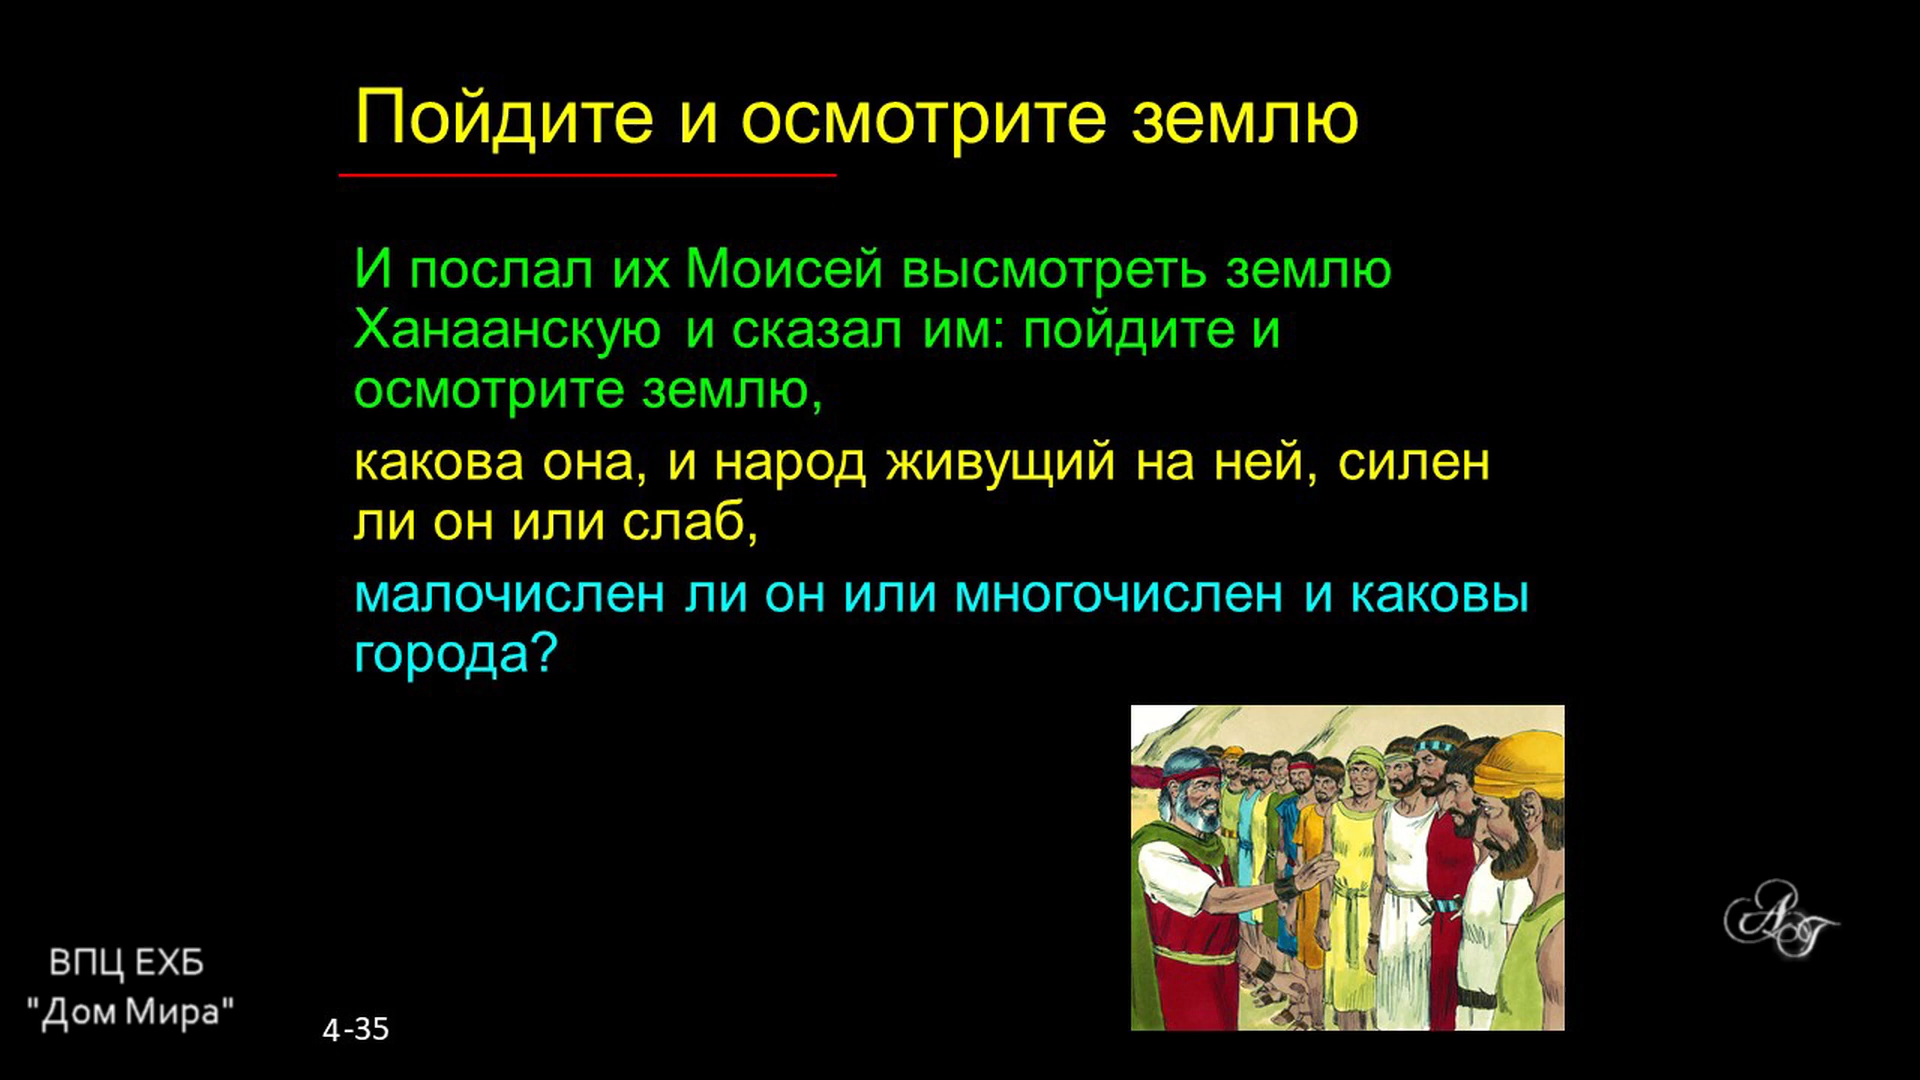 Пойдите и осмотрите землю
И послал их Моисей высмотреть землю
Ханаанскую и сказал им: пойдите и
осмотрите землю,
какова она, и народ живущий на ней, силен
ли он или слаб,
малочислен ли он или многочислен и каковы
города?
ВПЦ ЕХБ
"Дом Мира"
4-35
АГ